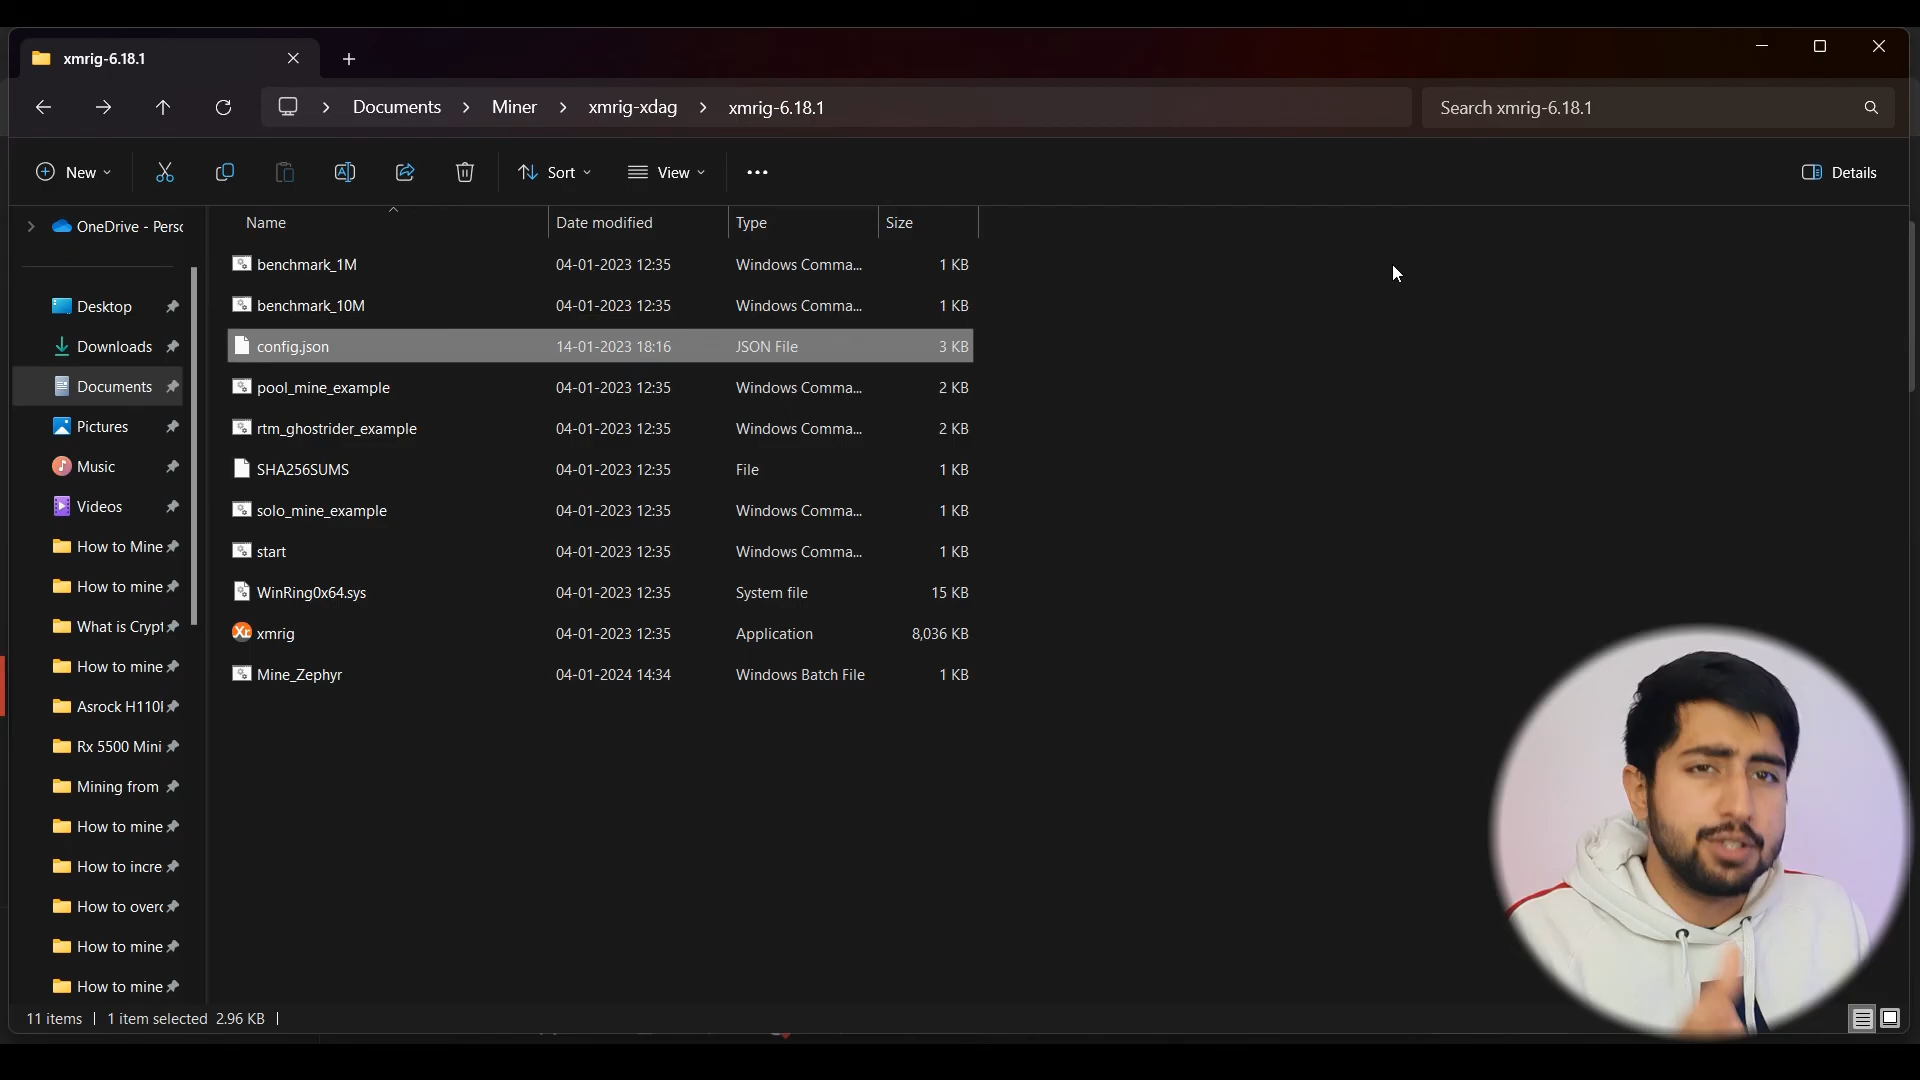 xmrig-6.18.1
Documents > Miner > xmrig-xdag > xmrig-6.18.1
Search xmrig-6.18.1
New
Sort
View
Details
OneDrive - Persc
Desktop
Downloads
Documents
Pictures
Music
Videos
How to Mine
How to mine
What is Crypt
How to mine
Asrock H110I
Rx 5500 Mini
Mining from
How to mine
How to incre
How to overc
How to mine
How to mine
Name Date modified Type Size
benchmark_1M 04-01-2023 12:35 Windows Comma... 1 KB
benchmark_10M 04-01-2023 12:35 Windows Comma... 1 KB
config.json 14-01-2023 18:16 JSON File 3 KB
pool_mine_example 04-01-2023 12:35 Windows Comma... 2 KB
rtm_ghostrider_example 04-01-2023 12:35 Windows Comma... 2 KB
SHA256SUMS 04-01-2023 12:35 File 1 KB
solo_mine_example 04-01-2023 12:35 Windows Comma... 1 KB
start 04-01-2023 12:35 Windows Comma... 1 KB
WinRing0x64.sys 04-01-2023 12:35 System file 15 KB
xmrig 04-01-2023 12:35 Application 8,036 KB
Mine_Zephyr 04-01-2024 14:34 Windows Batch File 1 KB
11 items | 1 item selected 2.96 KB |